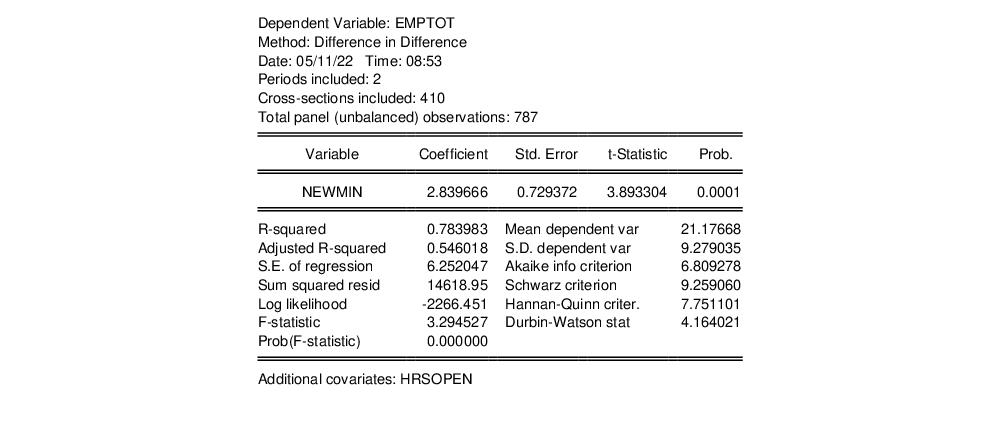 Dependent Variable: EMPTOT
Method: Difference in Difference
Date: 05/11/22 Time: 08:53
Periods included: 2
Cross-sections included: 410
Total panel (unbalanced) observations: 787
Variable Coefficient Std. Error t-Statistic Prob.
NEWMIN 2.839666 0.729372 3.893304 0.0001
R-squared 0.783983 Mean dependent var 21.17668
Adjusted R-squared 0.546018 S.D. dependent var 9.279035
S.E. of regression 6.252047 Akaike info criterion 6.809278
Sum squared resid 14618.95 Schwarz criterion 9.259060
Log likelihood -2266.451 Hannan-Quinn criter. 7.751101
F-statistic 3.294527 Durbin-Watson stat 4.164021
Prob(F-statistic) 0.000000
Additional covariates: HRSOPEN